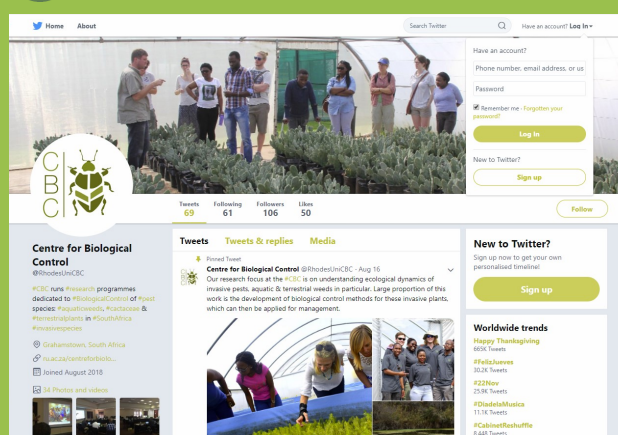 Home About Search Twitter Have an account? Log In
Have an account?
Phone number, email address, or us
Password
Remember me · Forgotten your
password?
Log in
New to Twitter?
Sign up
C
B
C
Tweets Following Followers Likes
69 61 106 50
Follow
Centre for Biological
Control
@RhodesUniCBC
#CBC runs #research programmes
dedicated to #BiologicalControl of #pest
species: #aquaticweeds, #cactaceae &
#terrestrialplants in #SouthAfrica
#invasivespecies
Grahamstown, South Africa
ru.ac.za/centreforbiolo...
Joined August 2018
34 Photos and videos
Tweets Tweets & replies Media
Pinned Tweet
Centre for Biological Control @RhodesUniCBC · Aug 16
Our research focus at the #CBC is on understanding ecological dynamics of
invasive pests, aquatic & terrestrial weeds in particular. Large proportion of this
work is the development of biological control methods for these invasive plants,
which can then be applied for management.
New to Twitter?
Sign up now to get your own
personalised timeline!
Sign up
Worldwide trends
Happy Thanksgiving
665K Tweets
#FelizJueves
30.2K Tweets
#22Nov
25.9K Tweets
#DiadelaMusica
11.1K Tweets
#CabinetReshuffle
8,448 Tweets